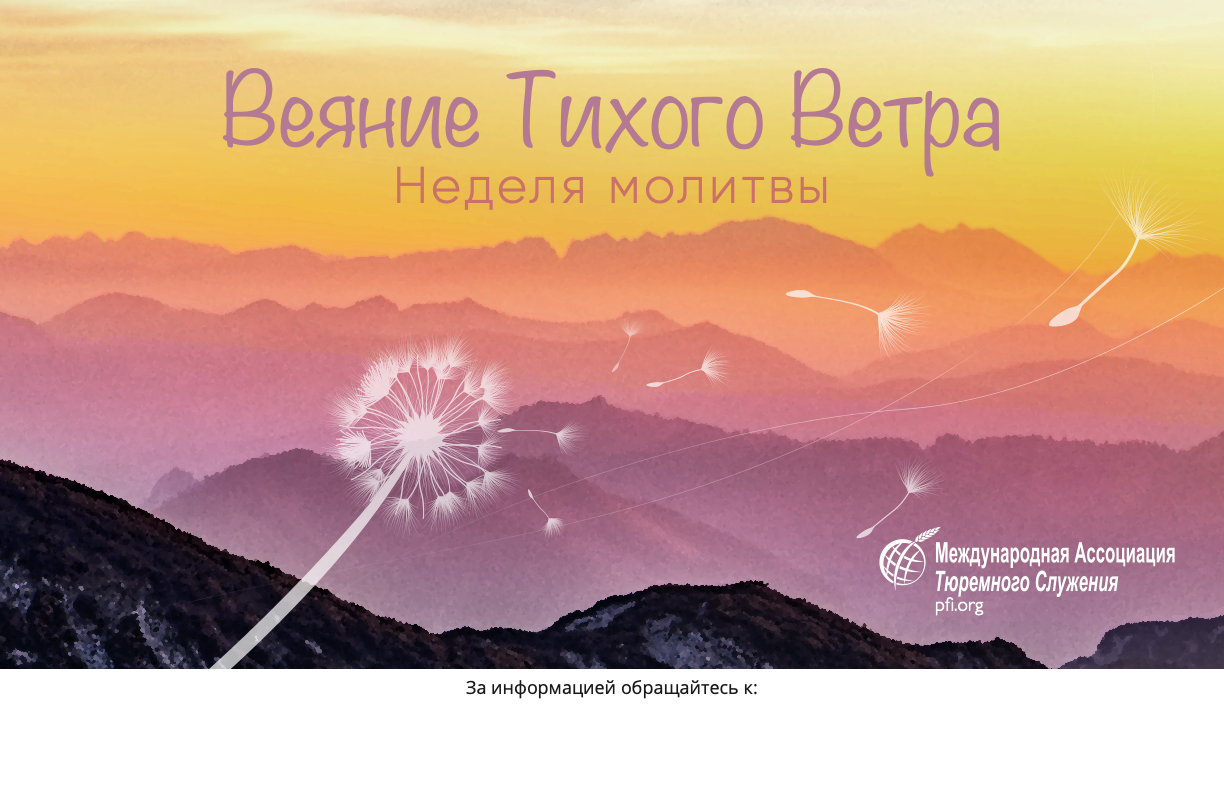 Веяние Тихого Ветра
Неделя молитвы
Международная Ассоциация
Тюремного Служения
pfi.org
За информацией обращайтесь к: